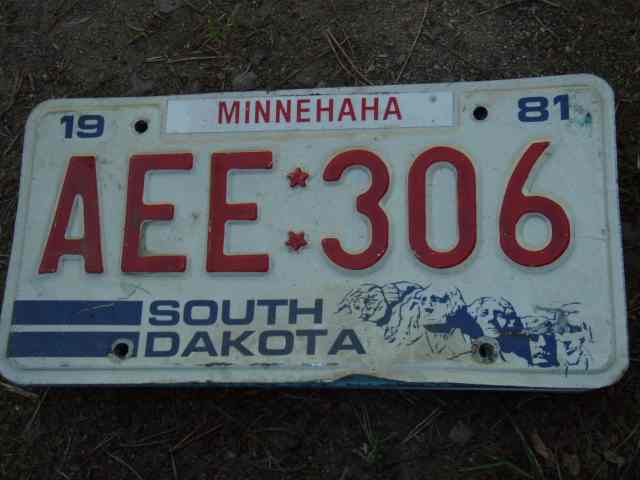 19 MINNEHAHA 81
AEE:306
SOUTH
DAKOTA